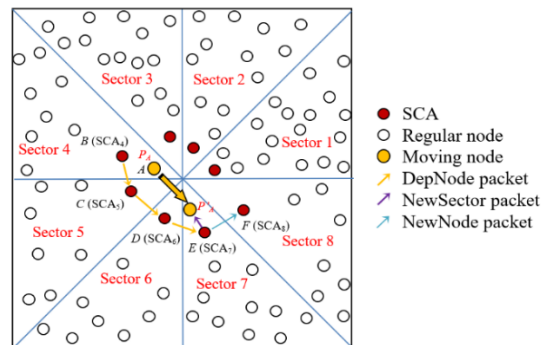 Sector 3
Sector 2
Sector 4
Sector 1
B (SCA4)
PA
A
C (SCA5)
P'A
F (SCA8)
D (SCA6)
E (SCA7)
Sector 5
Sector 8
Sector 6
Sector 7
SCA
Regular node
Moving node
DepNode packet
NewSector packet
NewNode packet